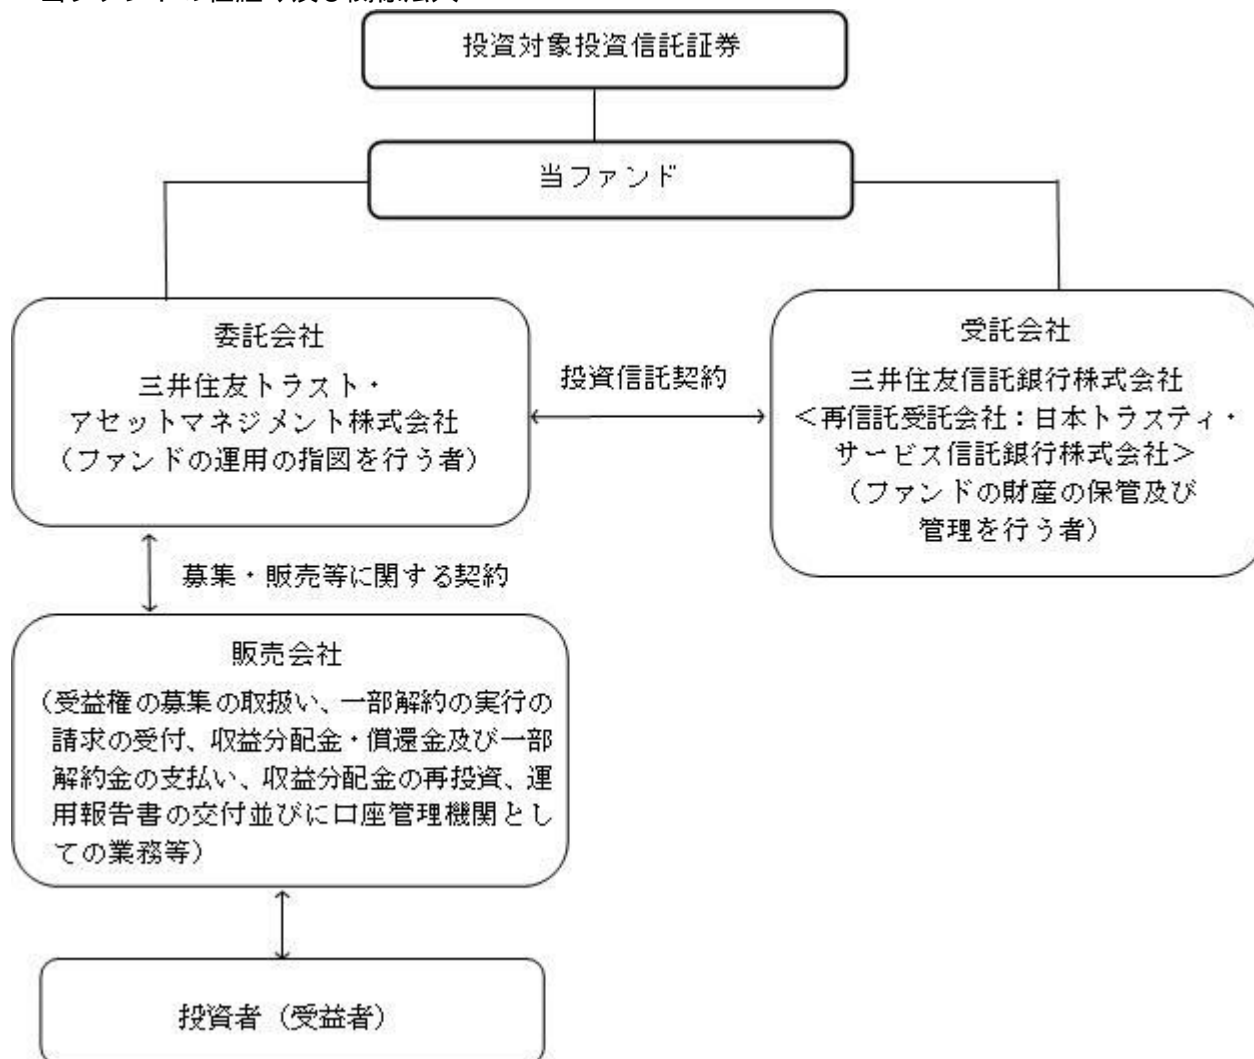 投資対象投資信託証券
当ファンド
委託会社
三井住友トラスト・
アセットマネジメント株式会社
（ファンドの運用の指図を行う者）
投資信託契約
受託会社
三井住友信託銀行株式会社
＜再信託受託会社：日本トラスティ・
サービス信託銀行株式会社＞
（ファンドの財産の保管及び
管理を行う者）
募集・販売等に関する契約
販売会社
（受益権の募集の取扱い、一部解約の実行の
請求の受付、収益分配金・償還金及び一部
解約金の支払い、収益分配金の再投資、運
用報告書の交付並びに口座管理機関とし
ての業務等）
投資者（受益者）